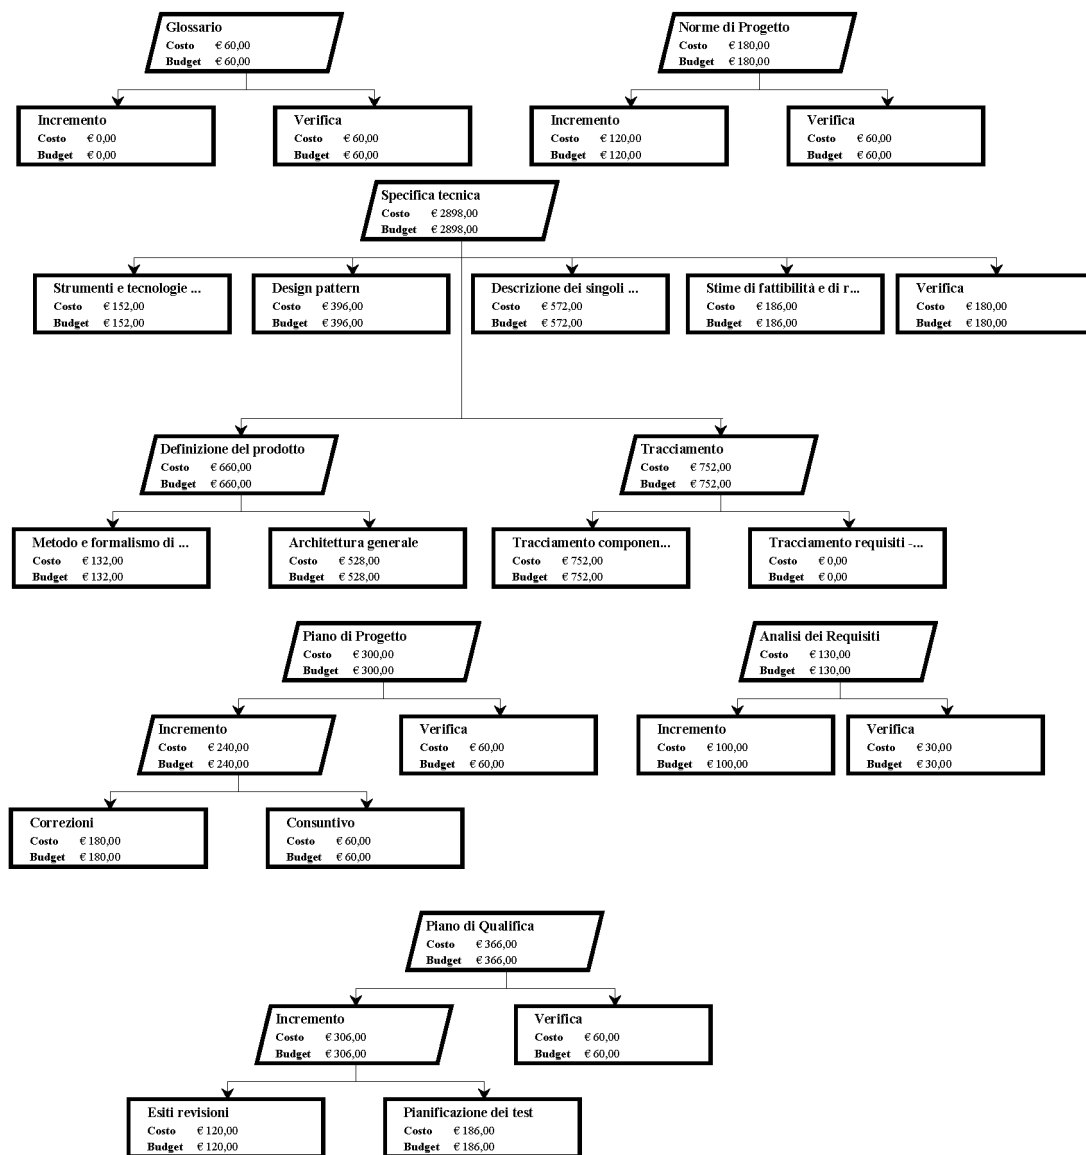 Glossario
Costo € 60,00
Budget € 60,00
Norme di Progetto
Costo € 180,00
Budget € 180,00
Incremento
Costo € 0,00
Budget € 0,00
Verifica
Costo € 60,00
Budget € 60,00
Incremento
Costo € 120,00
Budget € 120,00
Verifica
Costo € 60,00
Budget € 60,00
Specifica tecnica
Costo € 2898,00
Budget € 2898,00
Strumenti e tecnologie ...
Costo € 152,00
Budget € 152,00
Design pattern
Costo € 396,00
Budget € 396,00
Descrizione dei singoli ...
Costo € 572,00
Budget € 572,00
Stime di fattibilità e di r...
Costo € 186,00
Budget € 186,00
Verifica
Costo € 180,00
Budget € 180,00
Definizione del prodotto
Costo € 660,00
Budget € 660,00
Tracciamento
Costo € 752,00
Budget € 752,00
Metodo e formalismo di ...
Costo € 132,00
Budget € 132,00
Architettura generale
Costo € 528,00
Budget € 528,00
Tracciamento componen...
Costo € 752,00
Budget € 752,00
Tracciamento requisiti -...
Costo € 0,00
Budget € 0,00
Piano di Progetto
Costo € 300,00
Budget € 300,00
Analisi dei Requisiti
Costo € 130,00
Budget € 130,00
Incremento
Costo € 240,00
Budget € 240,00
Verifica
Costo € 60,00
Budget € 60,00
Incremento
Costo € 100,00
Budget € 100,00
Verifica
Costo € 30,00
Budget € 30,00
Correzioni
Costo € 180,00
Budget € 180,00
Consuntivo
Costo € 60,00
Budget € 60,00
Piano di Qualifica
Costo € 366,00
Budget € 366,00
Incremento
Costo € 306,00
Budget € 306,00
Verifica
Costo € 60,00
Budget € 60,00
Esiti revisioni
Costo € 120,00
Budget € 120,00
Pianificazione dei test
Costo € 186,00
Budget € 186,00